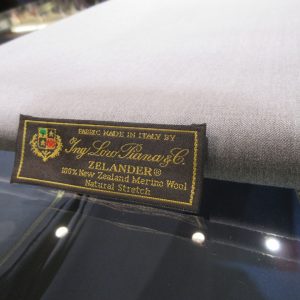 FABRIC MADE IN ITALY BY
Ing. Loro Piana & C.
ZELANDER®
100% New Zealand Merino Wool
Natural Stretch